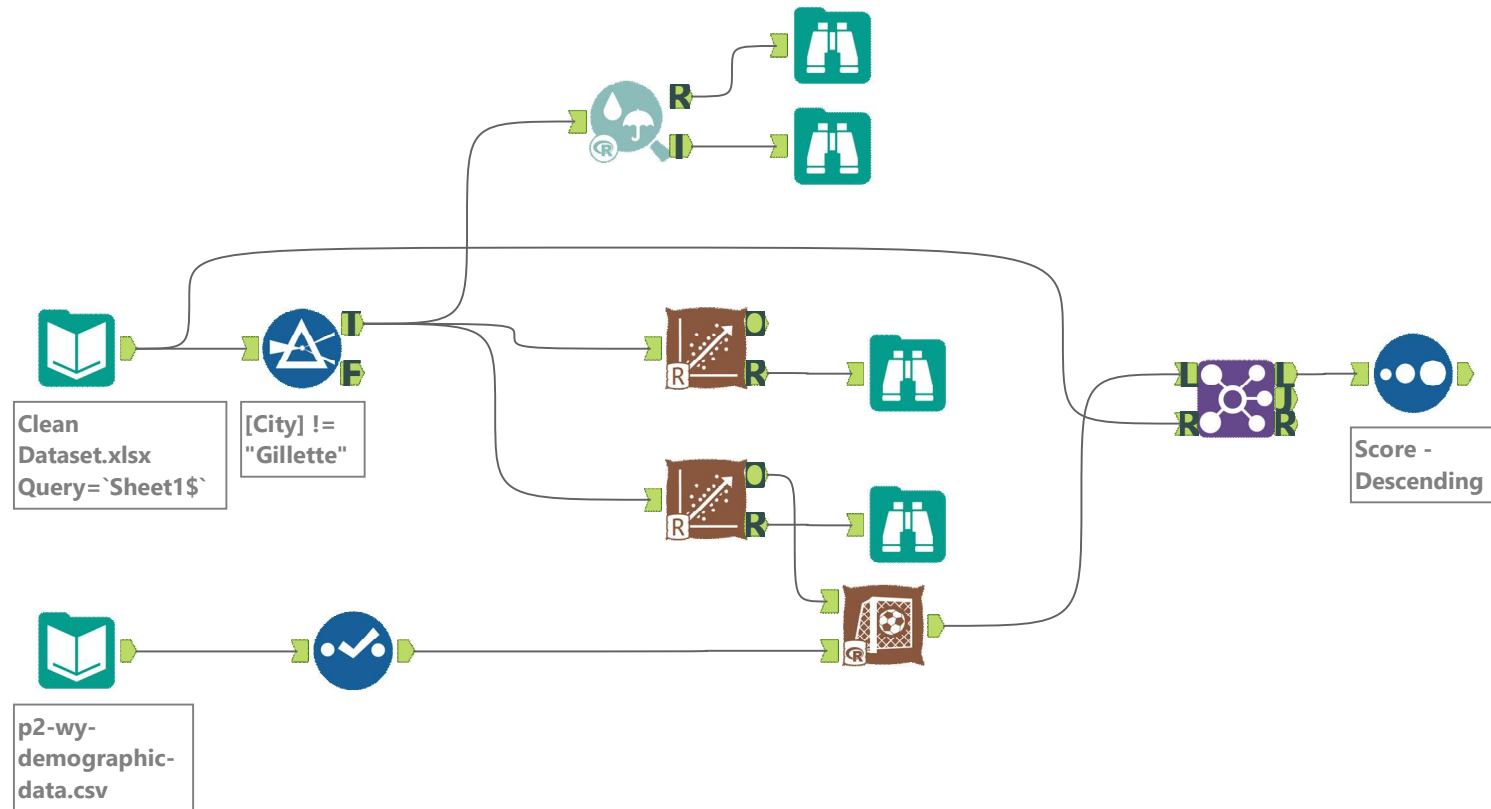 R
I
T
F
O
R
Clean
Dataset.xlsx
Query=`Sheet1$`
[City] !=
"Gillette"
R
L
R
L
J
R
Score -
Descending
O
R
R
R
p2-wy-
demographic-
data.csv